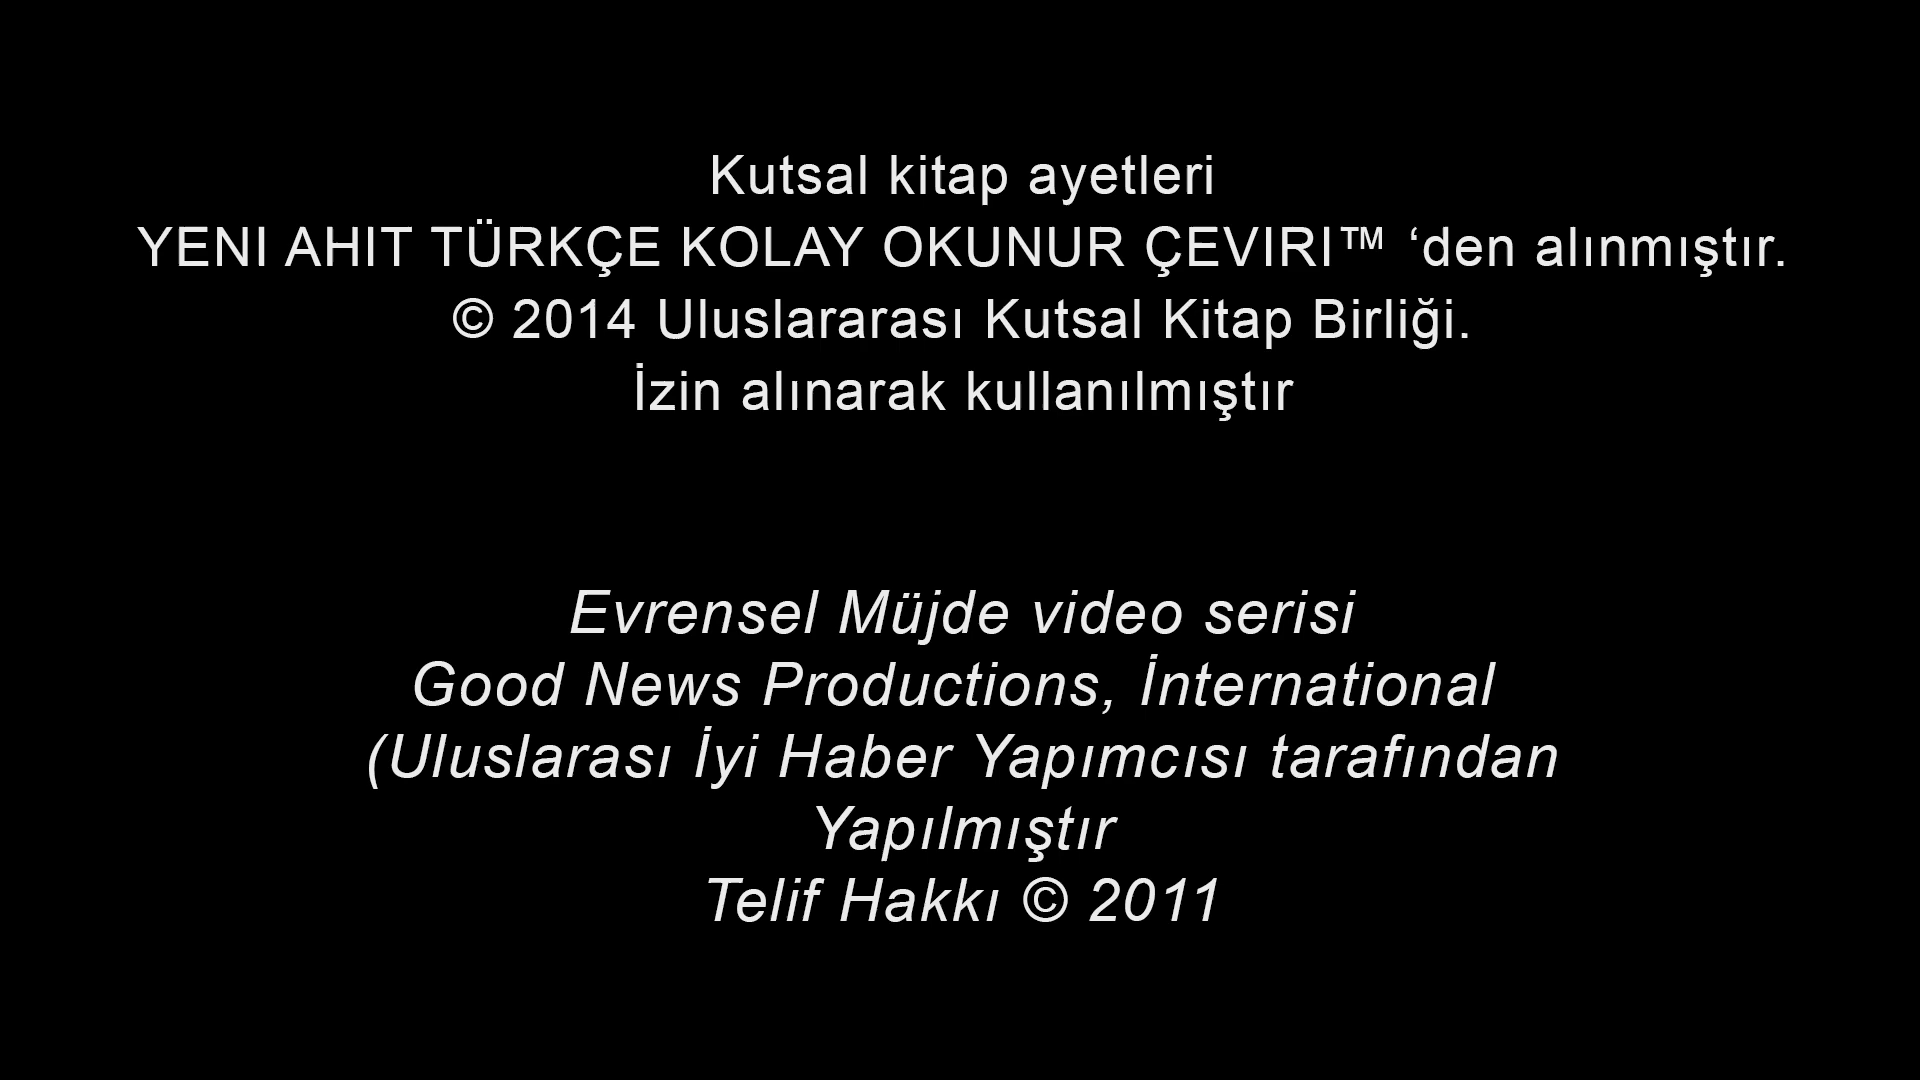 Kutsal kitap ayetleri
YENI AHIT TÜRKÇE KOLAY OKUNUR ÇEVIRI™ ‘den alınmıştır.
© 2014 Uluslararası Kutsal Kitap Birliği.
İzin alınarak kullanılmıştır
Evrensel Müjde video serisi
Good News Productions, İnternational
(Uluslarası İyi Haber Yapımcısı tarafından
Yapılmıştır
Telif Hakkı © 2011